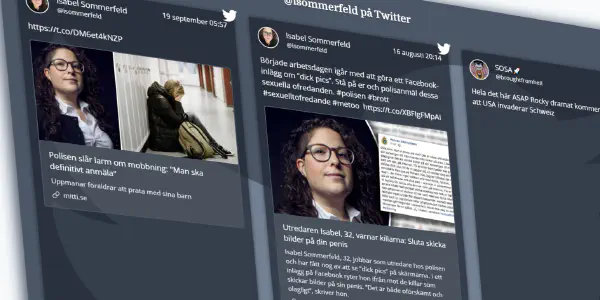 @isommerfeld på Twitter
Isabel Sommerfeld
@isommerfeld
19 september 05:57
https://t.co/DM6et4kNZP
Polisen slår larm om mobbning: "Man ska
definitivt anmäla"
Uppmanar föräldrar att prata med sina barn
mitti.se
Isabel Sommerfeld
@isommerfeld
16 augusti 20:14
Började arbetsdagen igår med att göra ett Facebook-
inlägg om "dick pics". Stå på er och polisanmäl dessa
sexuella ofredanden. #polisen #brott
#sexuelltofredande #metoo https://t.co/XBFIgFMpAi
Utredaren Isabel, 32, varnar killarna: Sluta skicka
bilder på din penis
Isabel Sommerfeld, 32, jobbar som utredare hos polisen
och har fått nog av att se "dick pics" på skärmarna. I ett
inlägg på Facebook ryter hon ifrån mot de killar som
skickar bilder på sin penis. "Det är både oförskämt och
olagligt", skriver hon.
SOSA
Hela det här ASAP Rocky dramat kommer
att USA invaderar Schweiz